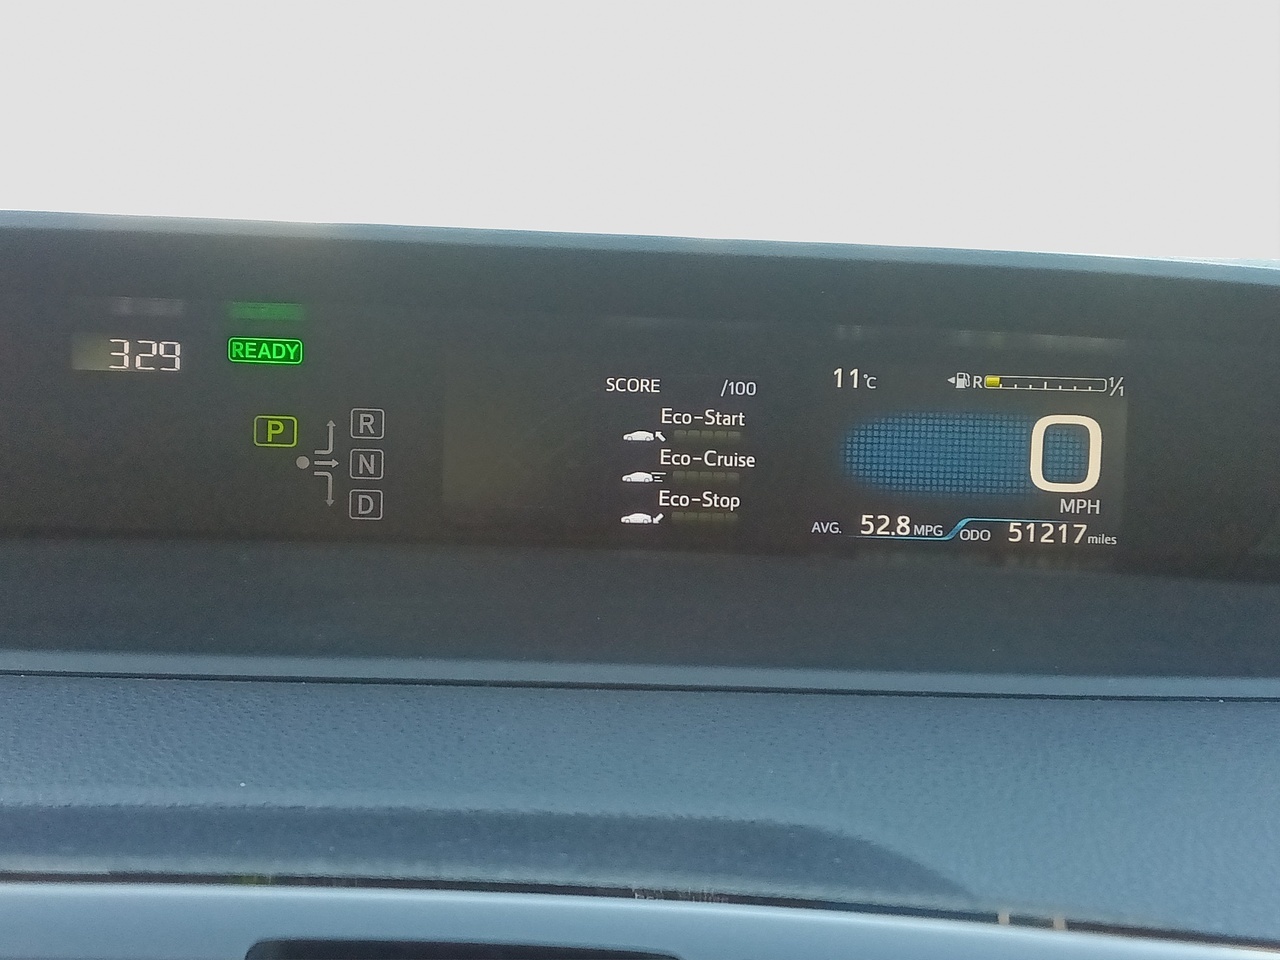 329
READY
P
R
N
D
SCORE /100
Eco-Start
Eco-Cruise
Eco-Stop
11°C
R 1/1
0
MPH
AVG. 52.8 MPG ODO 51217 miles